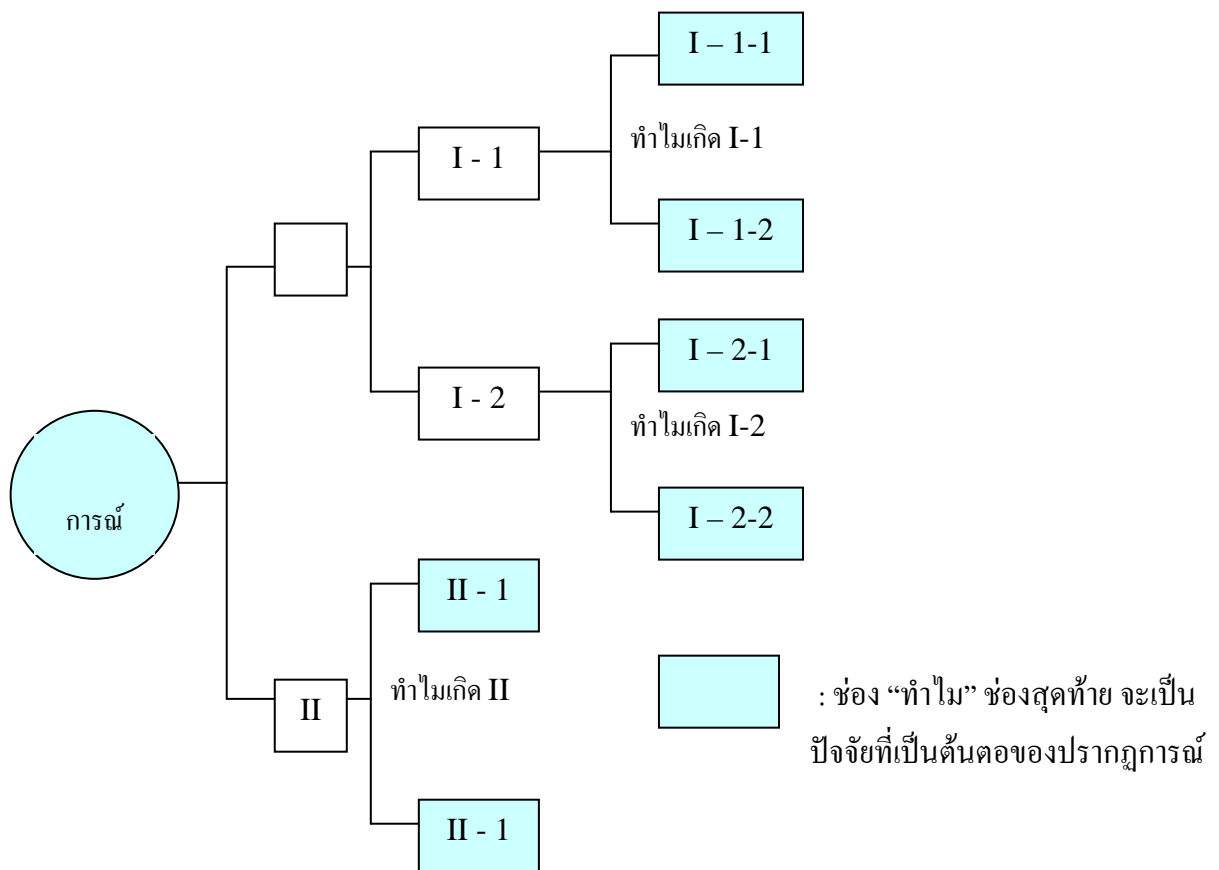 I – 1-1
ทำไมเกิด I-1
I - 1
I – 1-2
I – 2-1
I - 2
ทำไมเกิด I-2
I – 2-2
การณ์
II - 1
ทำไมเกิด II
II
: ช่อง “ทำไม” ช่องสุดท้าย จะเป็น
ปัจจัยที่เป็นต้นตอของปรากฏการณ์
II - 1